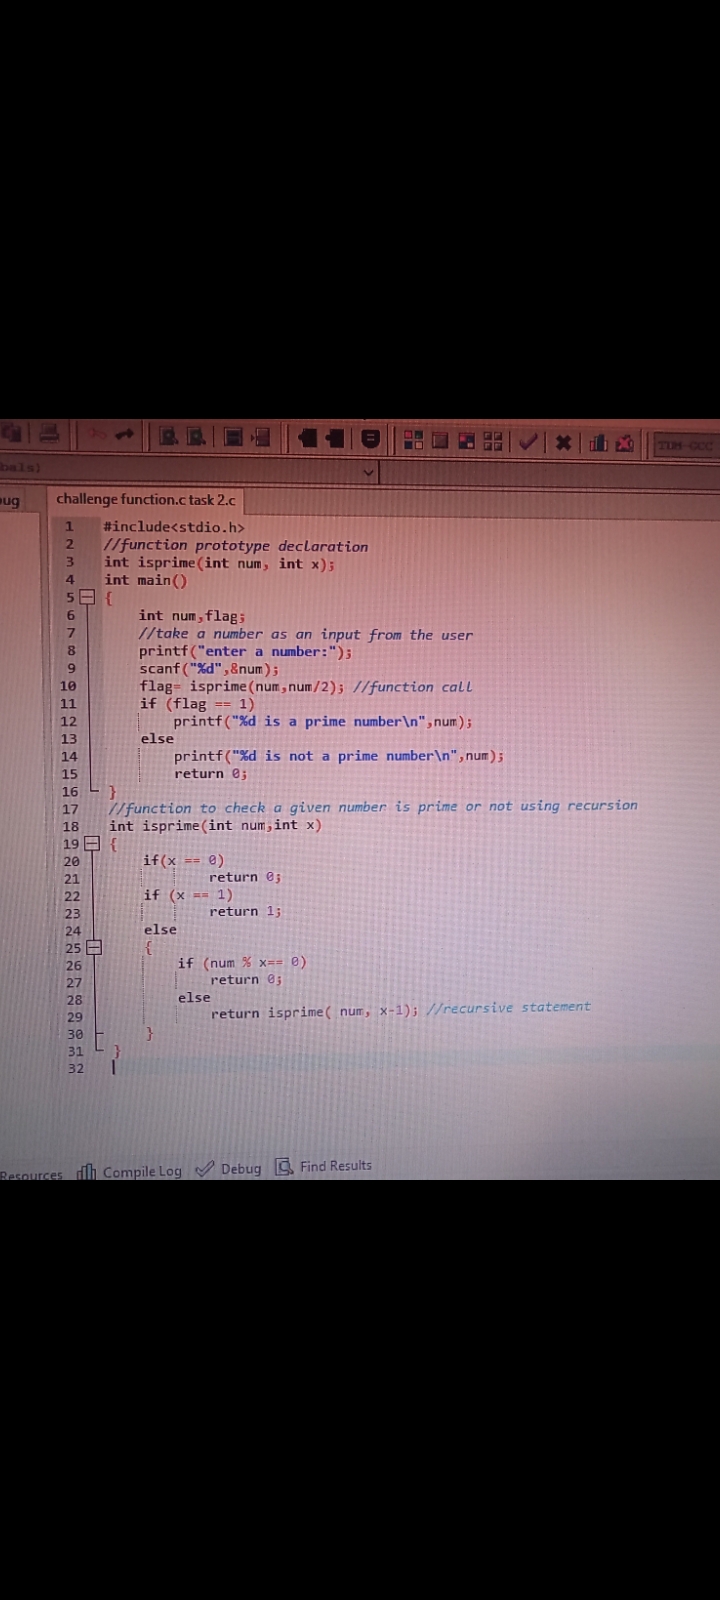 bals)
ug
challenge function.c task 2.c
1 #include<stdio.h>
2 //function prototype declaration
3 int isprime(int num, int x);
4 int main()
5 {
6 int num,flag;
7 //take a number as an input from the user
8 printf("enter a number:");
9 scanf("%d",&num);
10 flag= isprime(num,num/2); //function call
11 if (flag == 1)
12 printf("%d is a prime number\n",num);
13 else
14 printf("%d is not a prime number\n",num);
15 return 0;
16 }
17 //function to check a given number is prime or not using recursion
18 int isprime(int num,int x)
19 {
20 if(x == 0)
21 return 0;
22 if (x == 1)
23 return 1;
24 else
25 {
26 if (num % x== 0)
27 return 0;
28 else
29 return isprime( num, x-1); //recursive statement
30 }
31 }
32
Resources Compile Log Debug Find Results